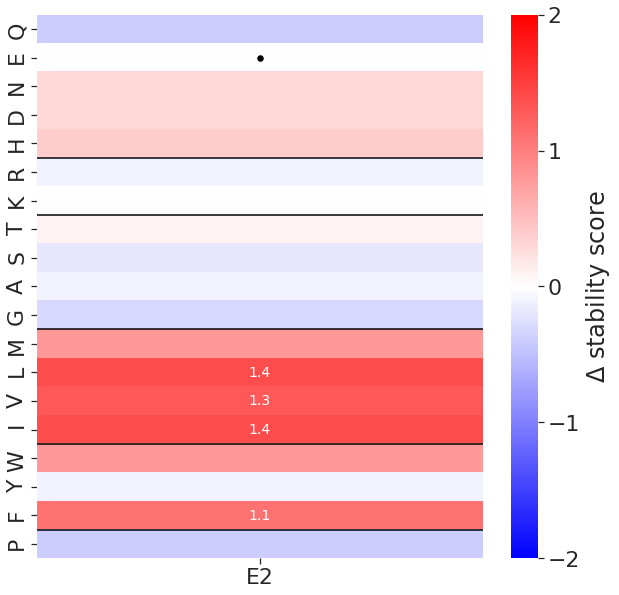 Q
E
N
D
H
R
K
T
S
A
G
M
L
V
I
W
Y
F
P
1.4
1.3
1.4
1.1
E2
2
1
0
−1
−2
Δ stability score